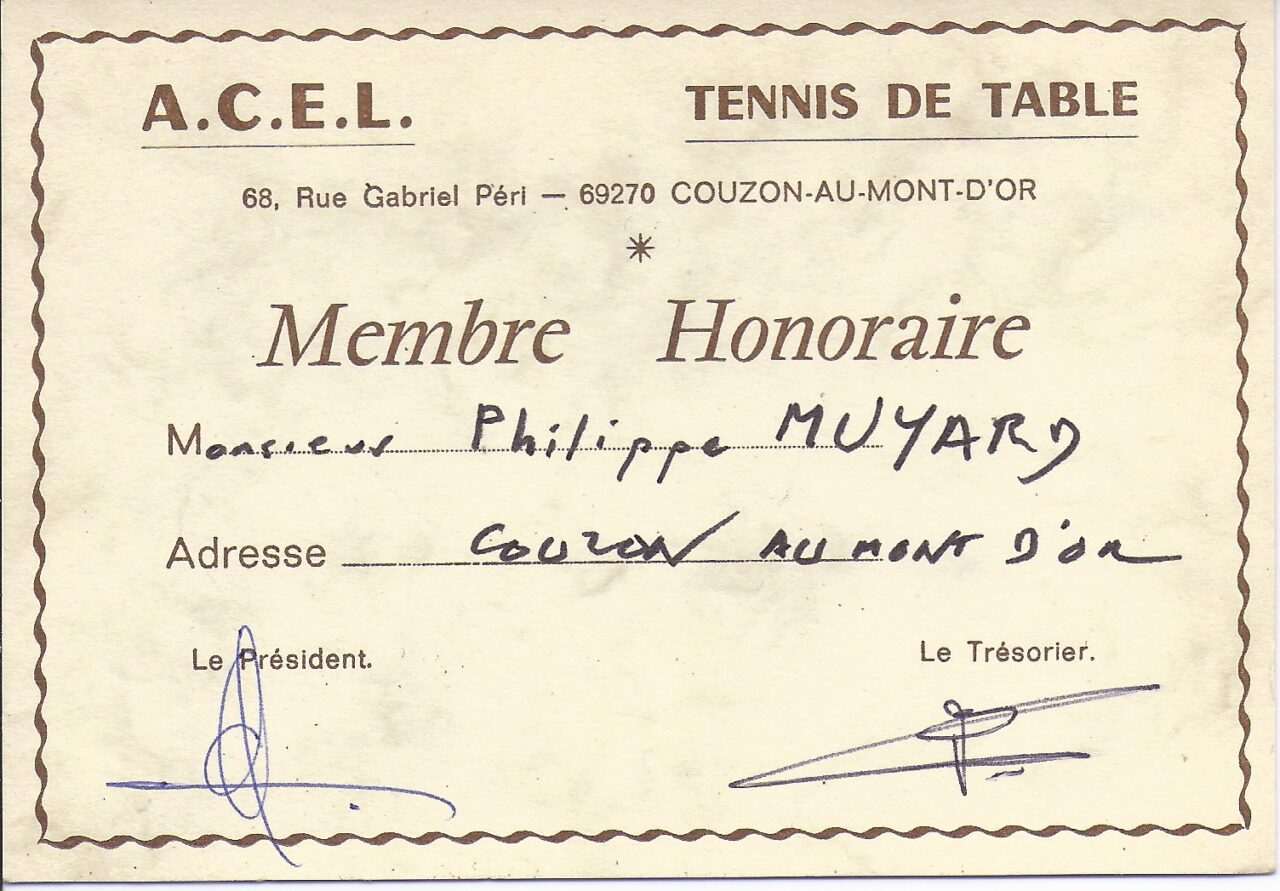 A.C.E.L. TENNIS DE TABLE
68, Rue Gabriel Péri — 69270 COUZON-AU-MONT-D'OR
*
Membre Honoraire
Monsieur Philippe MUYARD
Adresse COUZON AU MONT D'OR
Le Président. Le Trésorier.